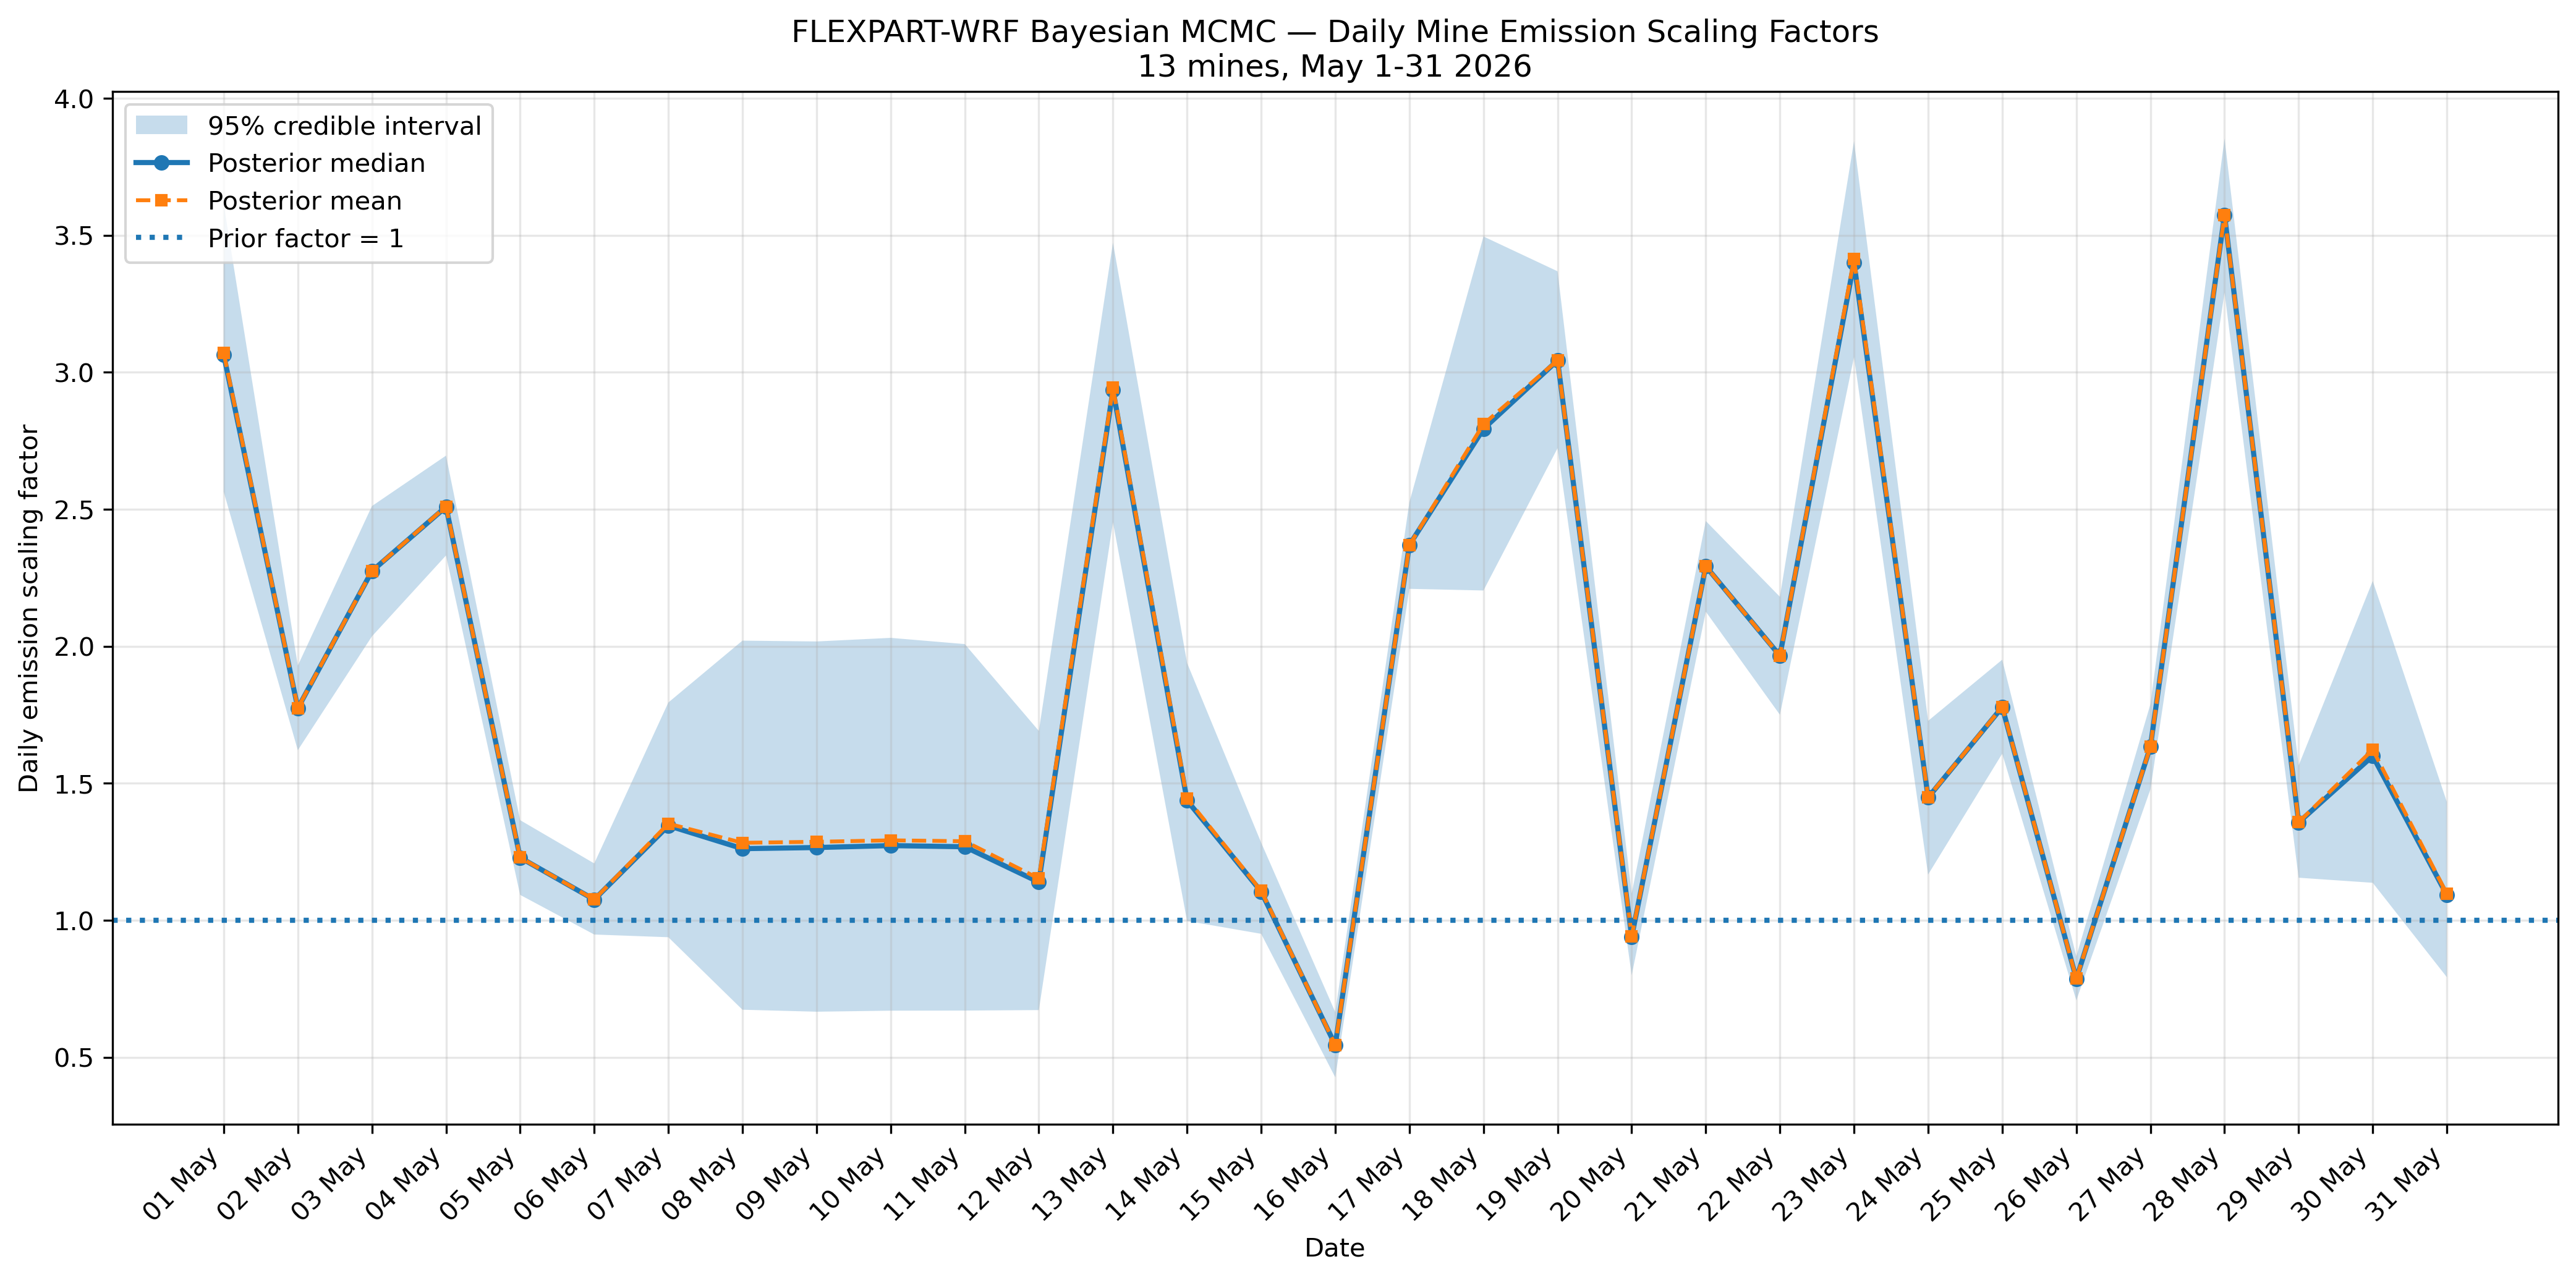 FLEXPART-WRF Bayesian MCMC — Daily Mine Emission Scaling Factors
13 mines, May 1-31 2026
95% credible interval
Posterior median
Posterior mean
Prior factor = 1
Daily emission scaling factor
4.0
3.5
3.0
2.5
2.0
1.5
1.0
0.5
01 May
02 May
03 May
04 May
05 May
06 May
07 May
08 May
09 May
10 May
11 May
12 May
13 May
14 May
15 May
16 May
17 May
18 May
19 May
20 May
21 May
22 May
23 May
24 May
25 May
26 May
27 May
28 May
29 May
30 May
31 May
Date